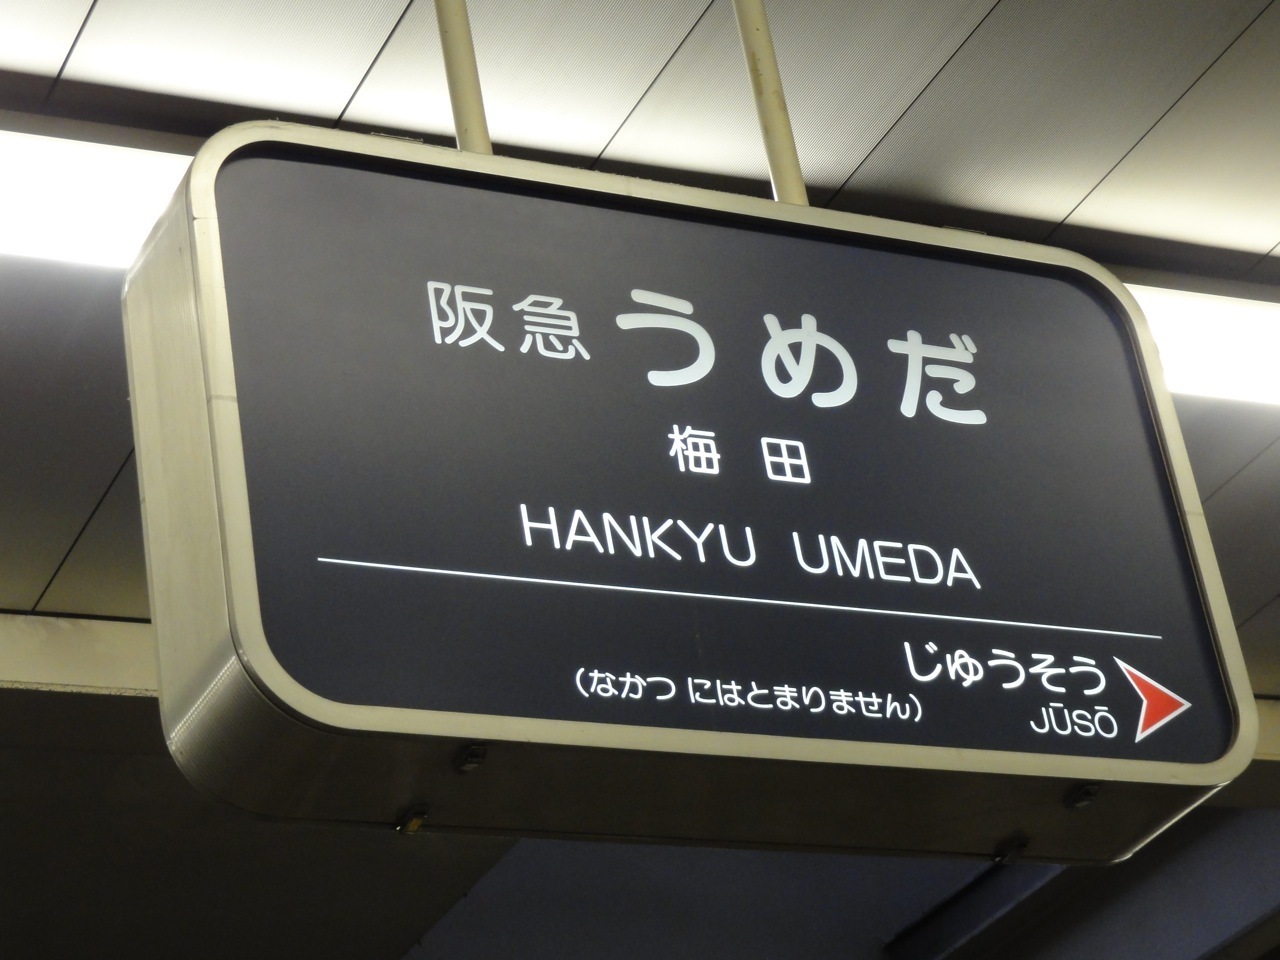 阪急うめだ
梅田
HANKYU UMEDA
じゅうそう
(なかつ にはとまりません)
JŪSŌ